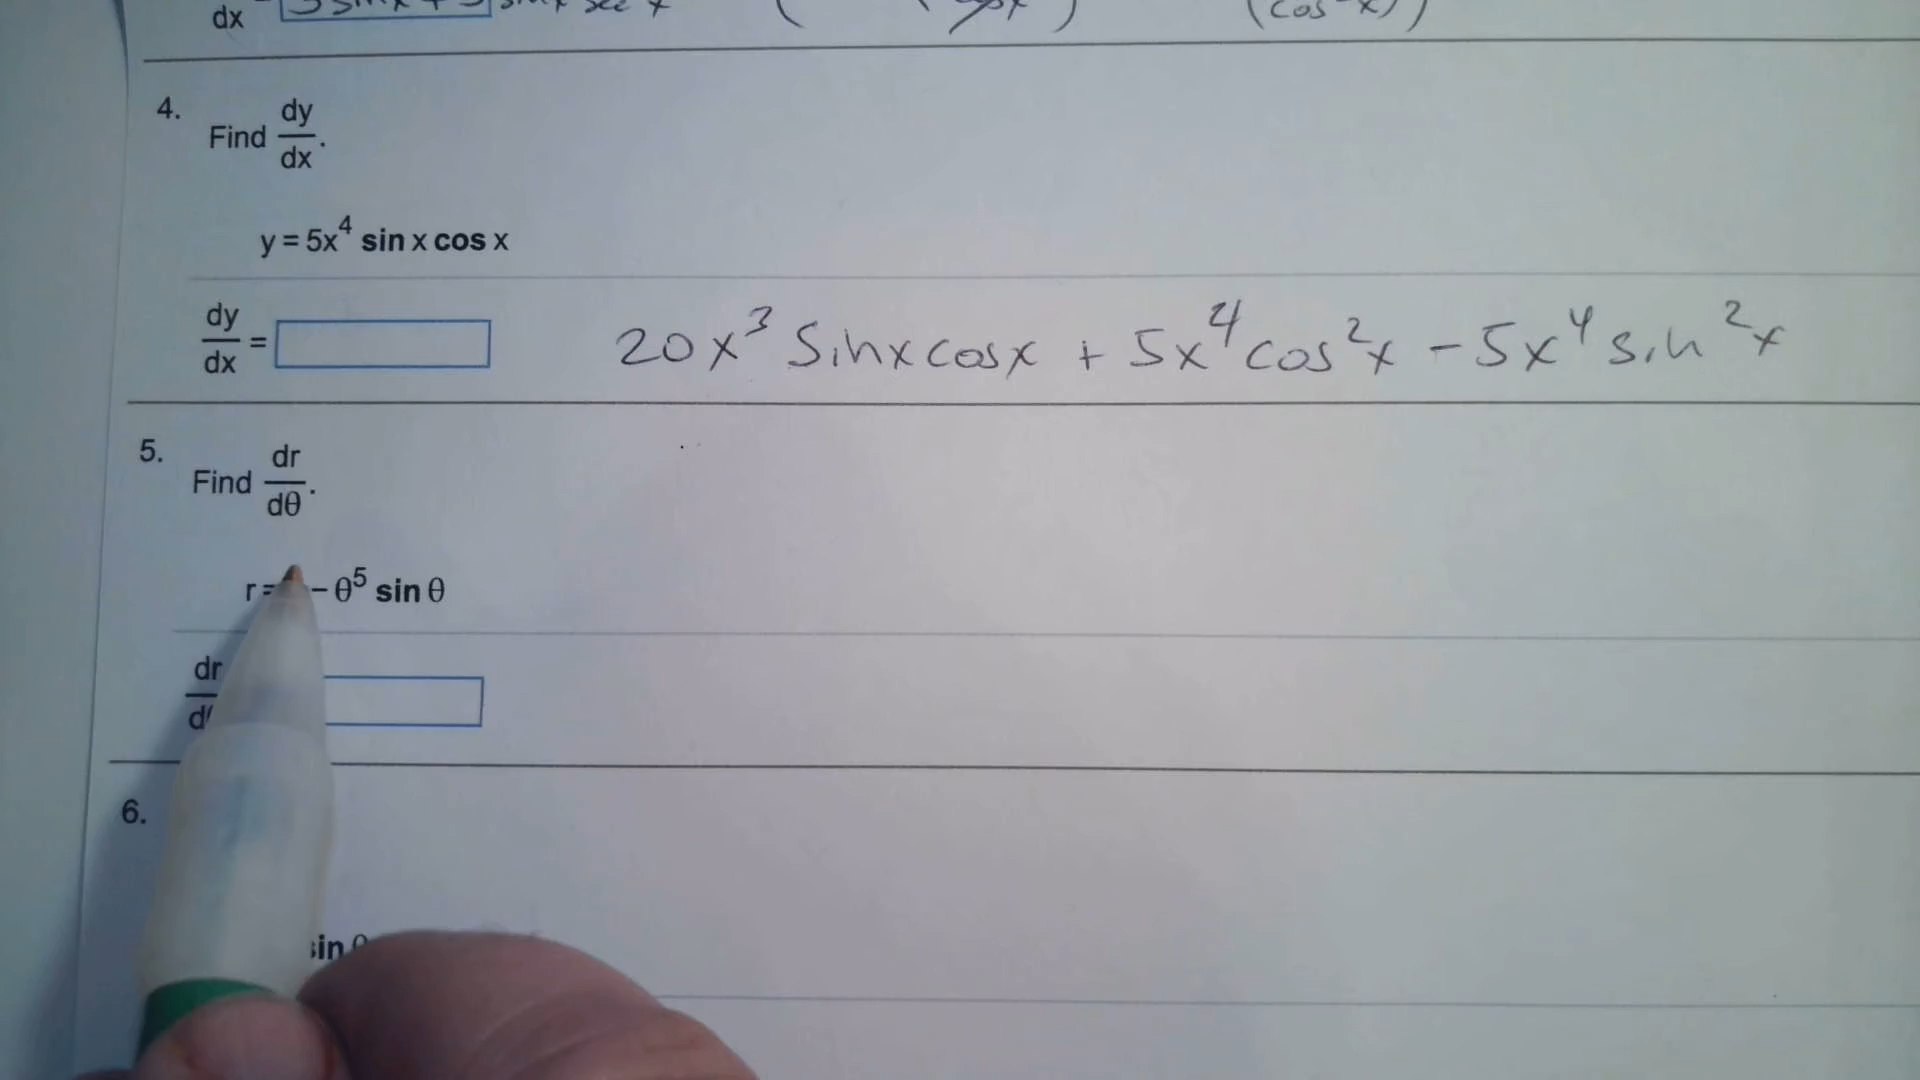 dx
4.
Find dy/dx.
y = 5x⁴ sin x cos x
dy/dx = 20x³ sinx cosx + 5x⁴ cos²x - 5x⁴ sin²x
5.
Find dr/dθ.
r = - θ⁵ sin θ
dr
6.